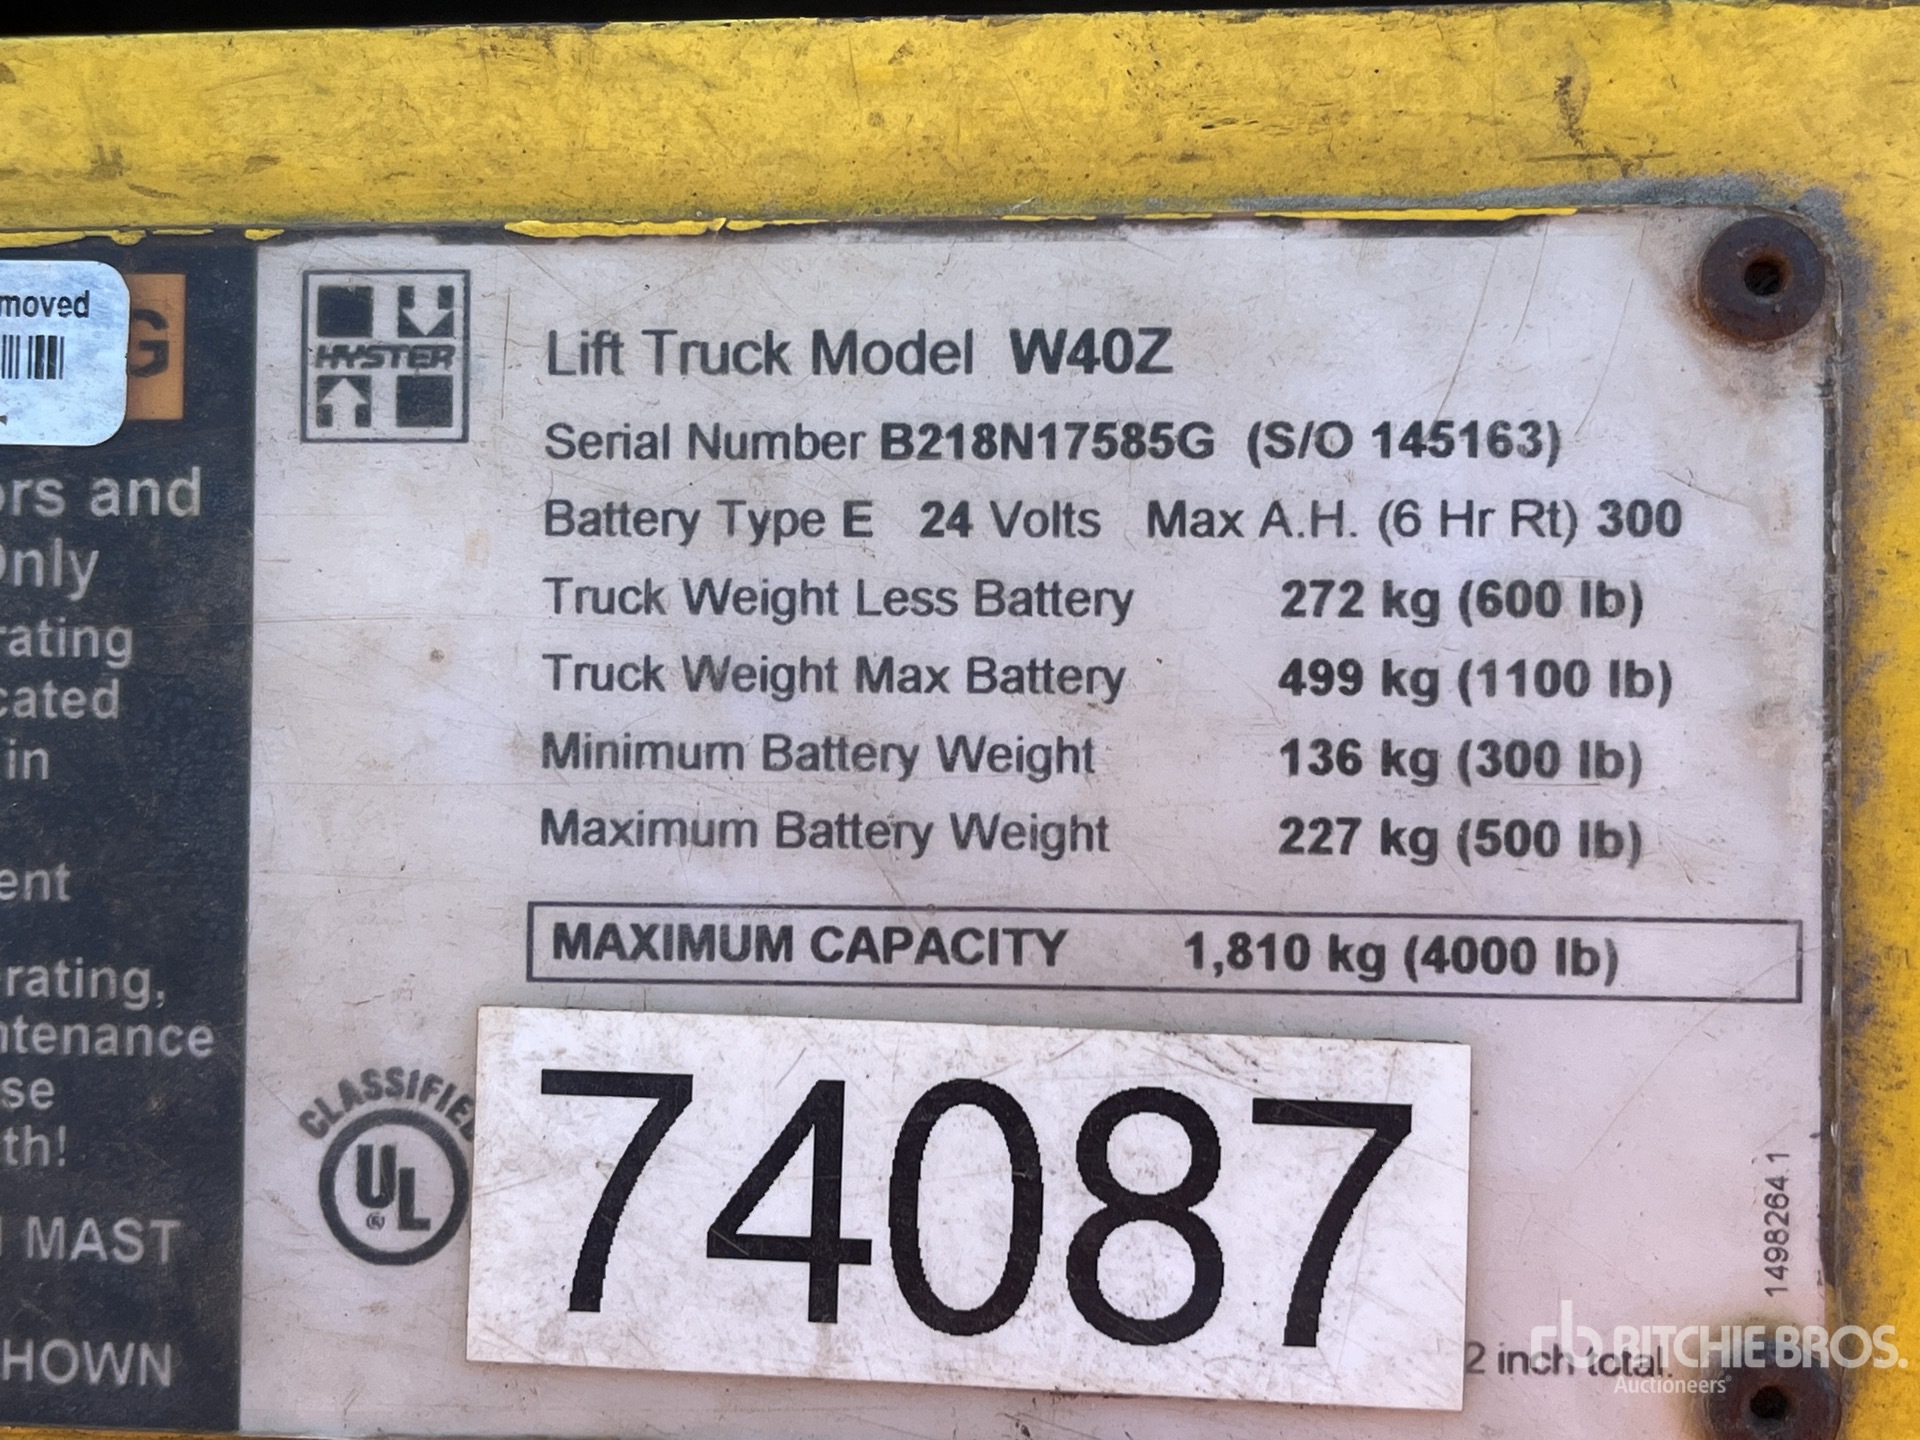 moved
G
ors and
Only
rating
cated
in
ent
rating,
ntenance
se
th!
MAST
HOWN
HYSTER
Lift Truck Model W40Z
Serial Number B218N17585G (S/O 145163)
Battery Type E 24 Volts Max A.H. (6 Hr Rt) 300
Truck Weight Less Battery 272 kg (600 lb)
Truck Weight Max Battery 499 kg (1100 lb)
Minimum Battery Weight 136 kg (300 lb)
Maximum Battery Weight 227 kg (500 lb)
MAXIMUM CAPACITY 1,810 kg (4000 lb)
CLASSIFIED
UL
®
74087
1498264.1
2 inch total.
rb RITCHIE BROS.
Auctioneers®